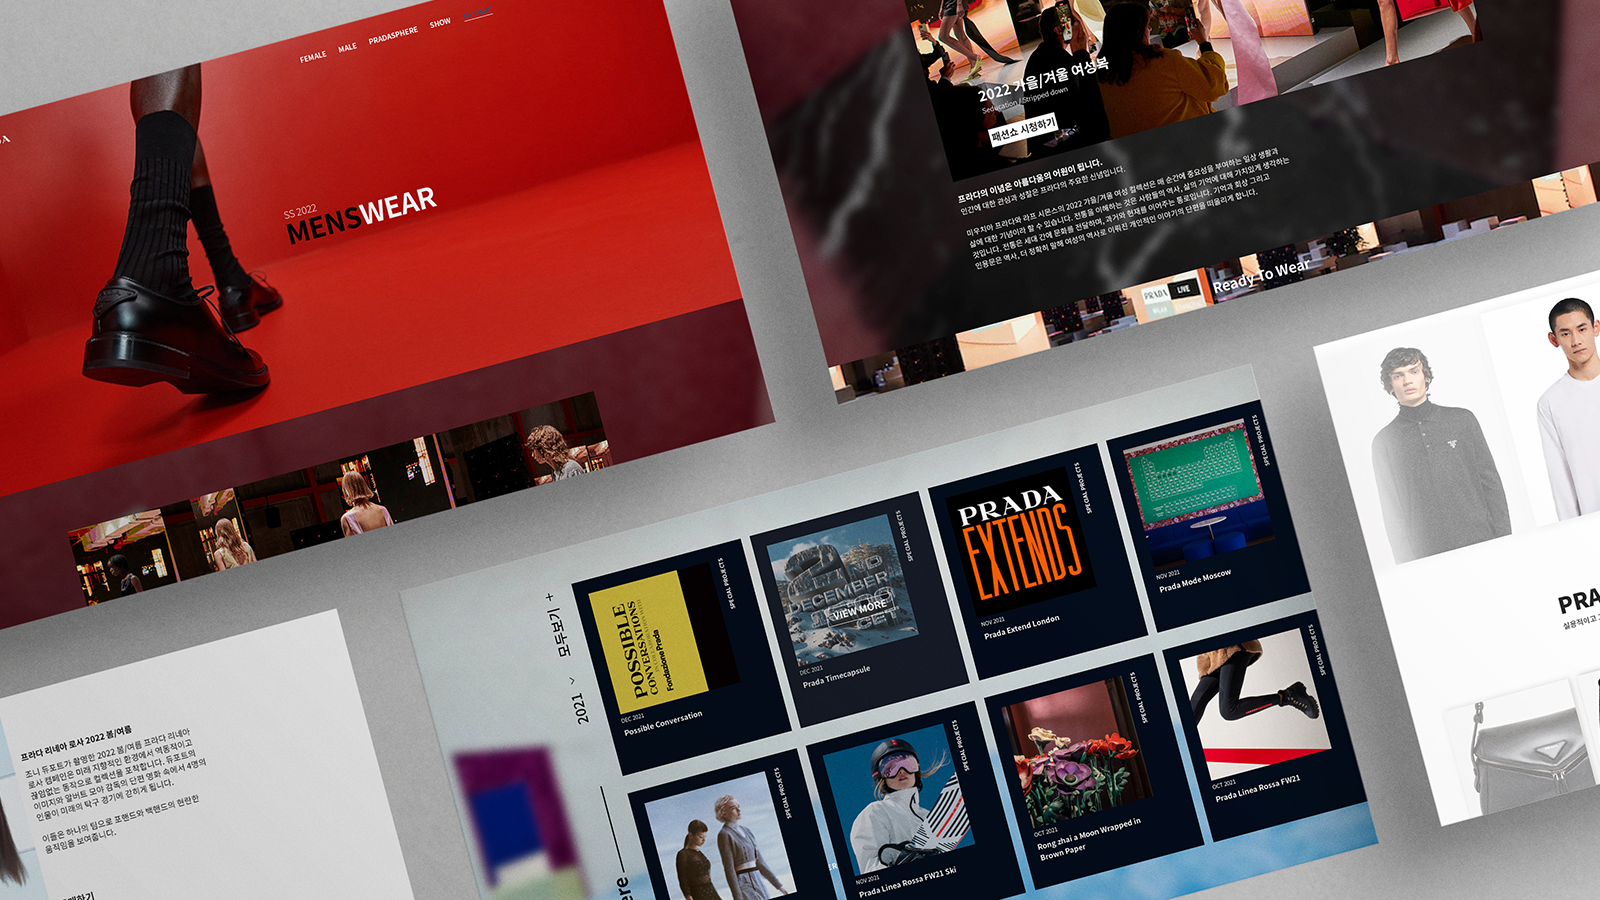 FEMALE
MALE
PRADASPHERE
SHOW
SS 2022
MENSWEAR
2022 가을/겨울 여성복
Seducation / Stripped down
패션쇼 시청하기
프라다의 이념은 아름다움의 어원이 됩니다.
인간에 대한 관심과 성찰은 프라다의 주요한 신념입니다.
미우치아 프라다와 라프 시몬스의 2022 가을/겨울 여성 컬렉션은 매 순간에 중요성을 부여하는 일상 생활과
삶에 대한 기념이라 할 수 있습니다. 전통을 이해하는 것은 사람들의 역사, 삶의 기억에 대해 가치있게 생각하는
것입니다. 전통은 세대 간에 문화를 전달하며, 과거와 현재를 이어주는 통로입니다. 기억과 회상 그리고
인용문은 역사, 더 정확히 말해 여성의 역사로 이뤄진 개인적인 이야기의 단편을 떠올리게 합니다.
PRADA
LIVE
Ready To Wear
프라다 리네아 로사 2022 봄/여름
조니 듀포트가 촬영한 2022 봄/여름 프라다 리네아
로사 캠페인은 미래 지향적인 환경에서 역동적이고
끊임없는 동작으로 컬렉션을 포착합니다. 듀포트의
이미지와 알버트 모야 감독의 단편 영화 속에서 4명의
인물이 미래의 탁구 경기에 갇히게 됩니다.
이들은 하나의 팀으로 포핸드와 백핸드의 현란한
움직임을 보여줍니다.
2021
모두보기 +
POSSIBLE
CONVERSATIONS
Fondazione Prada
SPECIAL PROJECTS
DEC 2021
Possible Conversation
DECEMBER
VIEW MORE
SPECIAL PROJECTS
DEC 2021
Prada Timecapsule
PRADA
EXTENDS
SPECIAL PROJECTS
NOV 2021
Prada Extend London
SPECIAL PROJECTS
NOV 2021
Prada Mode Moscow
SPECIAL PROJECTS
SPECIAL PROJECTS
NOV 2021
Prada Linea Rossa FW21 Ski
SPECIAL PROJECTS
OCT 2021
Rong zhai a Moon Wrapped in
Brown Paper
SPECIAL PROJECTS
OCT 2021
Prada Linea Rossa FW21
PRA
실용적이고